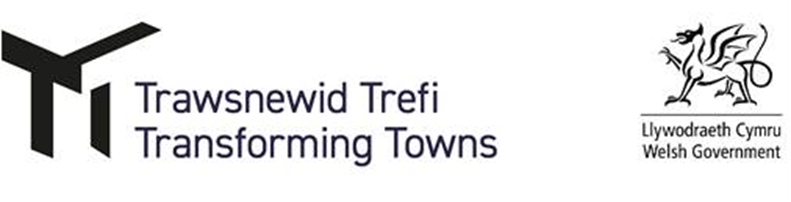 Trawsnewid Trefi
Transforming Towns
Llywodraeth Cymru
Welsh Government